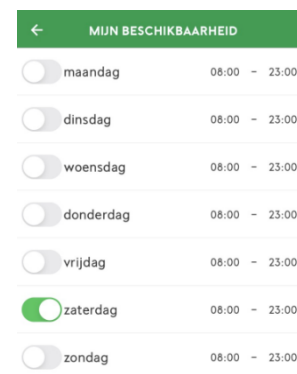 ← MIJN BESCHIKBAARHEID
maandag 08:00 – 23:00
dinsdag 08:00 – 23:00
woensdag 08:00 – 23:00
donderdag 08:00 – 23:00
vrijdag 08:00 – 23:00
zaterdag 08:00 – 23:00
zondag 08:00 – 23:00